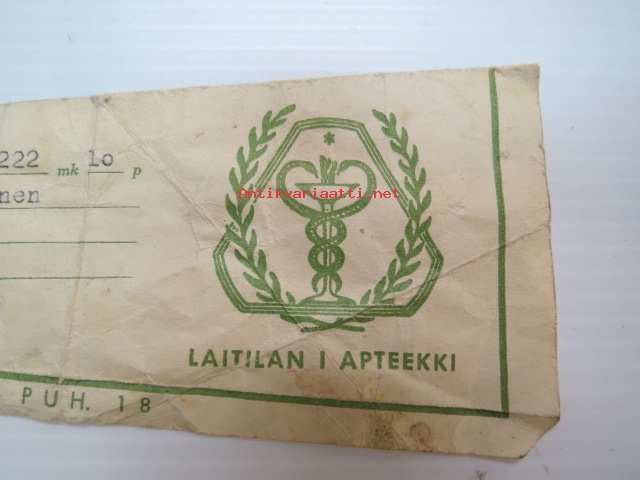 222 mk 10 p
nen
Antikvariaatti.net
LAITILAN I APTEEKKI
PUH. 18